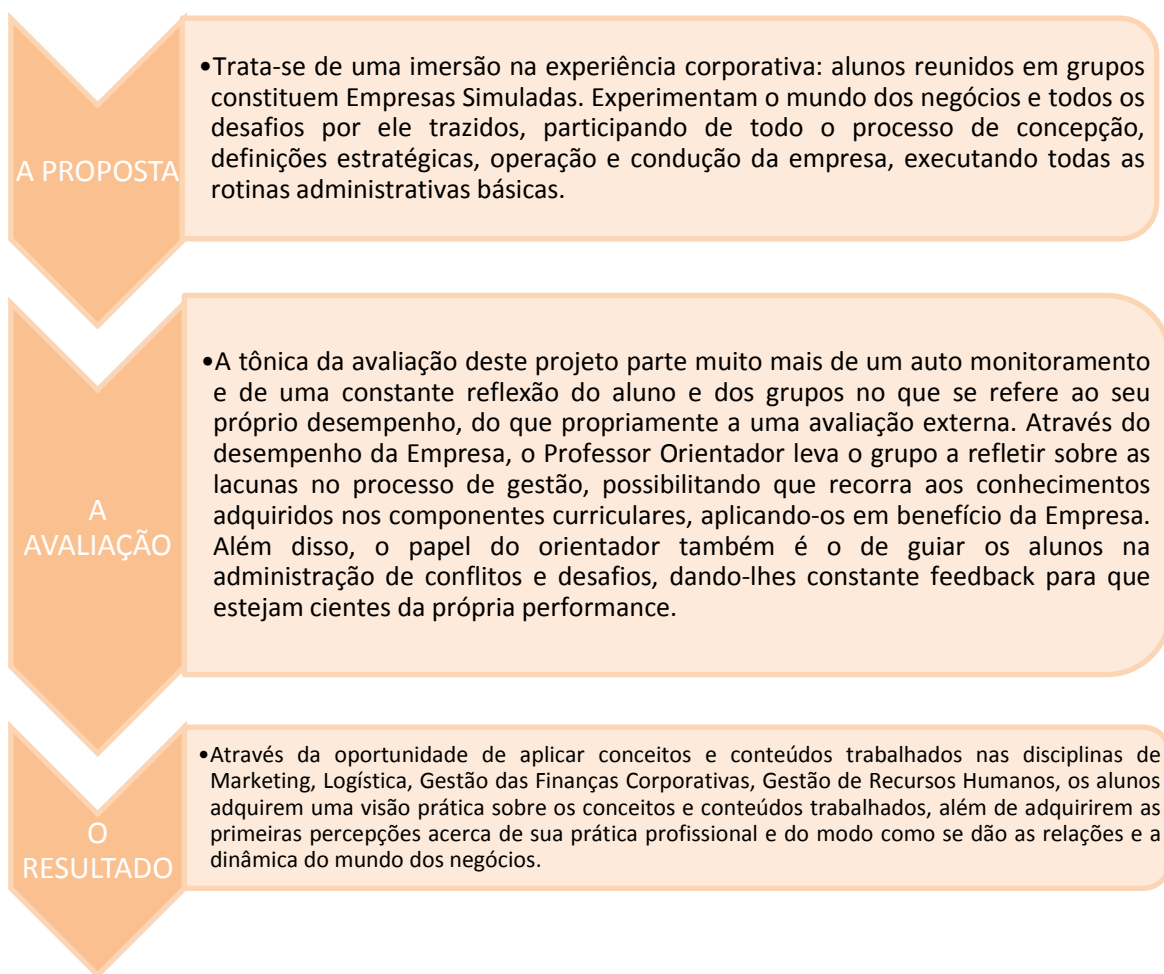 A PROPOSTA
•Trata-se de uma imersão na experiência corporativa: alunos reunidos em grupos
constituem Empresas Simuladas. Experimentam o mundo dos negócios e todos os
desafios por ele trazidos, participando de todo o processo de concepção,
definições estratégicas, operação e condução da empresa, executando todas as
rotinas administrativas básicas.
A
AVALIAÇÃO
•A tônica da avaliação deste projeto parte muito mais de um auto monitoramento
e de uma constante reflexão do aluno e dos grupos no que se refere ao seu
próprio desempenho, do que propriamente a uma avaliação externa. Através do
desempenho da Empresa, o Professor Orientador leva o grupo a refletir sobre as
lacunas no processo de gestão, possibilitando que recorra aos conhecimentos
adquiridos nos componentes curriculares, aplicando-os em benefício da Empresa.
Além disso, o papel do orientador também é o de guiar os alunos na
administração de conflitos e desafios, dando-lhes constante feedback para que
estejam cientes da própria performance.
O
RESULTADO
•Através da oportunidade de aplicar conceitos e conteúdos trabalhados nas disciplinas de
Marketing, Logística, Gestão das Finanças Corporativas, Gestão de Recursos Humanos, os alunos
adquirem uma visão prática sobre os conceitos e conteúdos trabalhados, além de adquirirem as
primeiras percepções acerca de sua prática profissional e do modo como se dão as relações e a
dinâmica do mundo dos negócios.